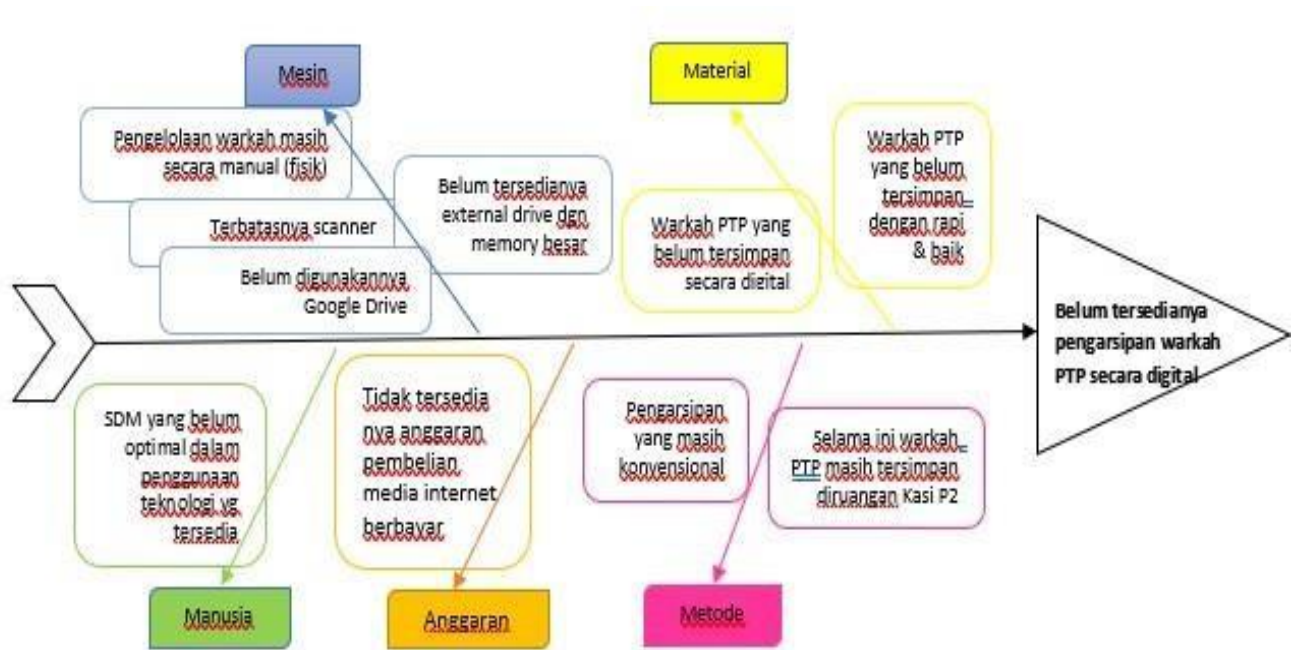 Mesin
Pengelolaan warkah masih
secara manual (fisik)
Terbatasnya scanner
Belum digunakannya
Google Drive
Belum tersedianya
external drive dgn
memory besar
Material
Warkah PTP yang
belum tersimpan
secara digital
Warkah PTP
yang belum
tersimpan
dengan rapi
& baik
Belum tersedianya
pengarsipan warkah
PTP secara digital
SDM yang belum
optimal dalam
penggunaan
teknologi yg
tersedia
Manusia
Tidak tersedia
nya anggaran
pembelian
media internet
berbayar
Anggaran
Pengarsipan
yang masih
konvensional
Selama ini warkah
PTP masih tersimpan
diruangan Kasi P2
Metode